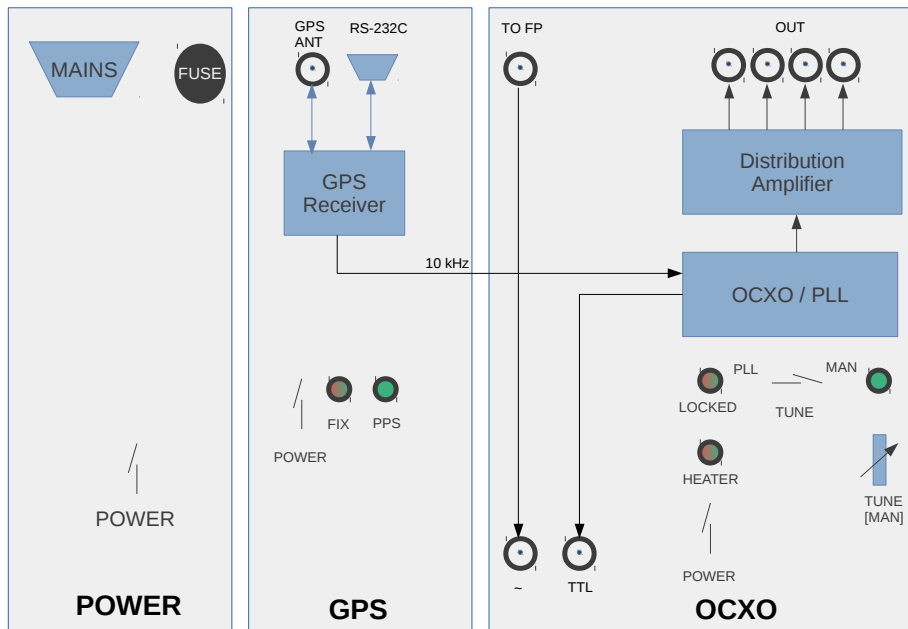 MAINS
FUSE
POWER
POWER
GPS
ANT
RS-232C
GPS
Receiver
10 kHz
FIX
PPS
POWER
GPS
TO FP
OUT
Distribution
Amplifier
OCXO / PLL
PLL
MAN
LOCKED
TUNE
HEATER
TUNE
[MAN]
POWER
~
TTL
OCXO